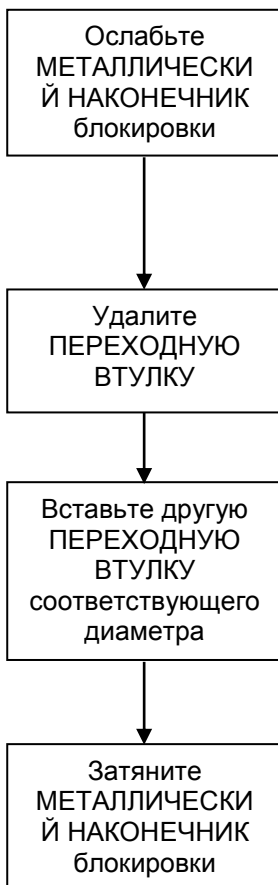 Ослабьте
МЕТАЛЛИЧЕСКИ
Й НАКОНЕЧНИК
блокировки
Удалите
ПЕРЕХОДНУЮ
ВТУЛКУ
Вставьте другую
ПЕРЕХОДНУЮ
ВТУЛКУ
соответствующего
диаметра
Затяните
МЕТАЛЛИЧЕСКИ
Й НАКОНЕЧНИК
блокировки